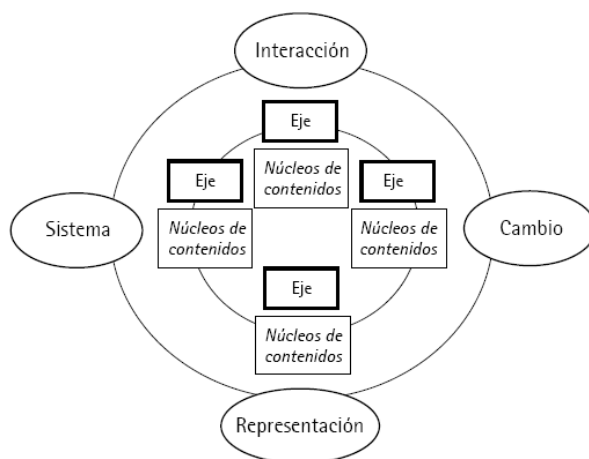 Interacción
Eje
Núcleos de
contenidos
Eje
Núcleos de
contenidos
Eje
Núcleos de
contenidos
Sistema
Cambio
Eje
Núcleos de
contenidos
Representación